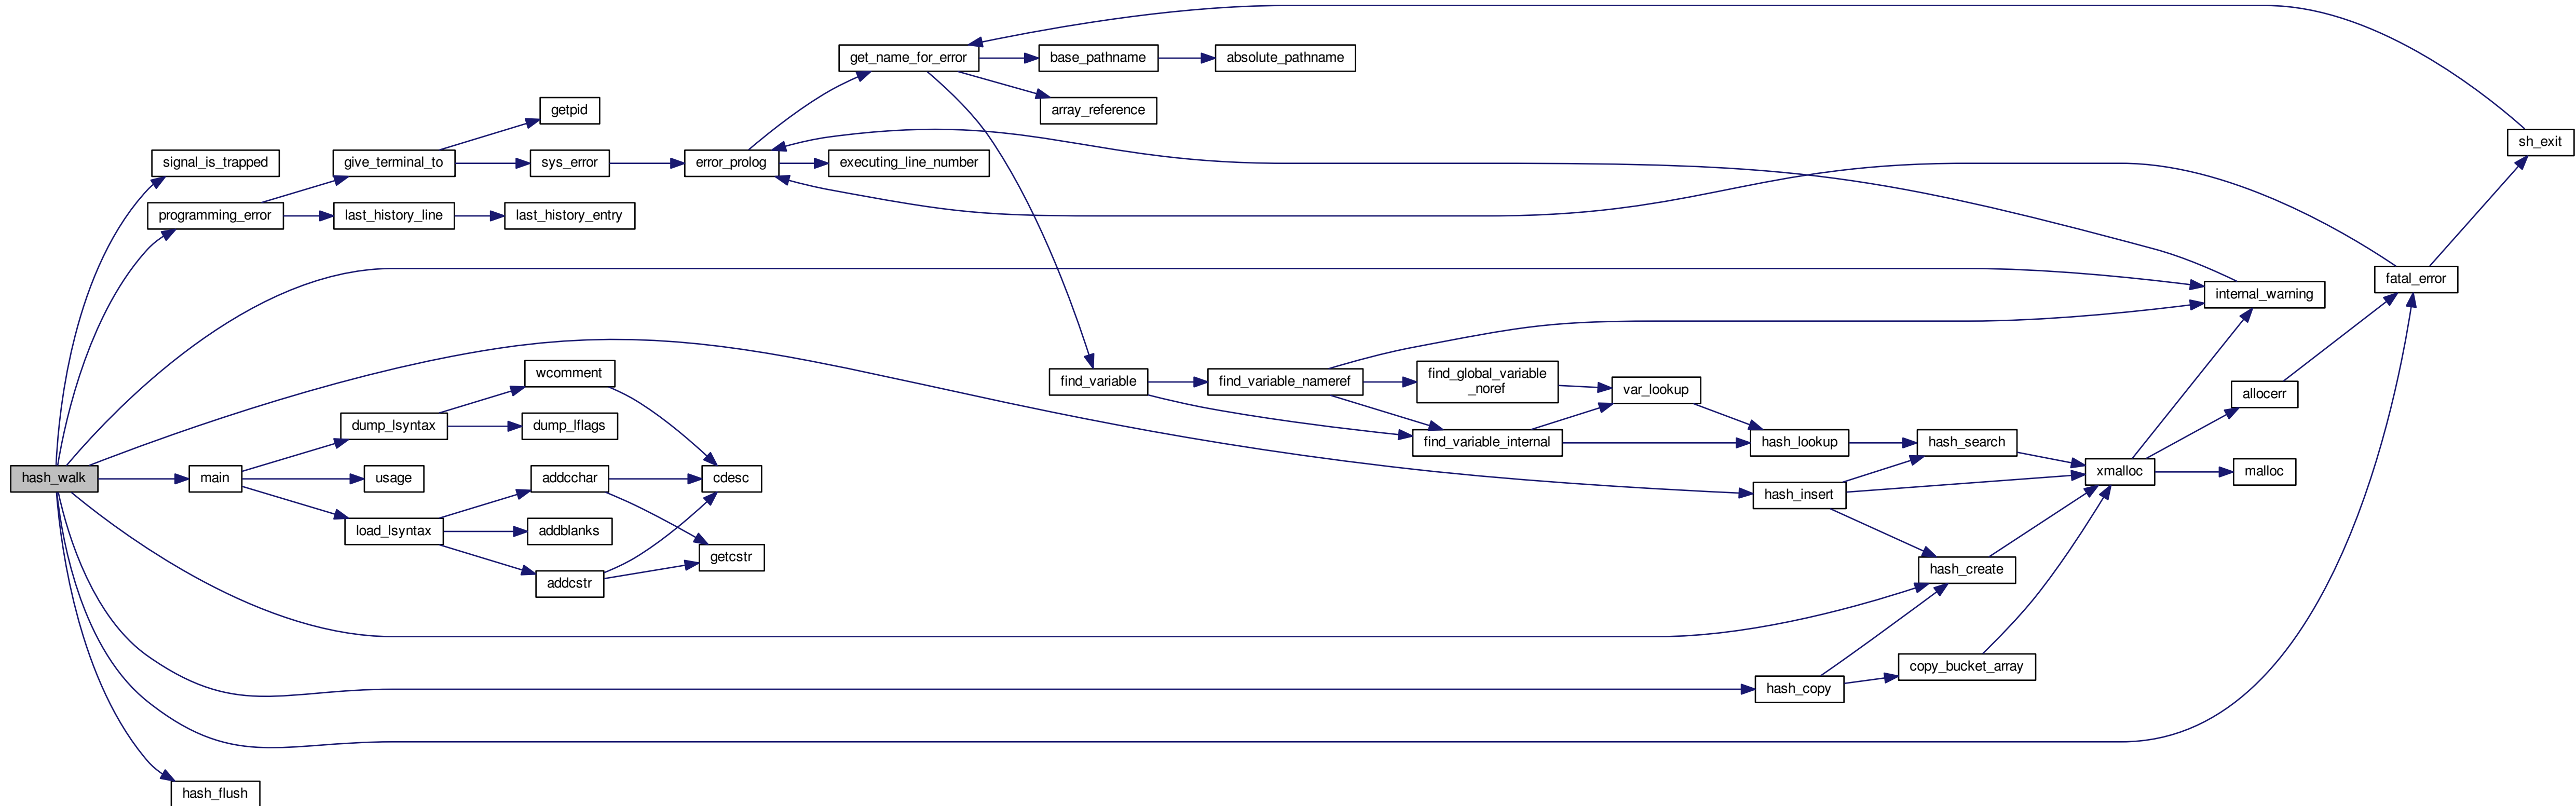 get_name_for_error
base_pathname
absolute_pathname
getpid
array_reference
sh_exit
signal_is_trapped
give_terminal_to
sys_error
error_prolog
executing_line_number
programming_error
last_history_line
last_history_entry
fatal_error
internal_warning
wcomment
find_variable
find_variable_nameref
find_global_variable
_noref
var_lookup
allocerr
dump_lsyntax
dump_lflags
find_variable_internal
hash_lookup
hash_search
hash_walk
main
usage
addcchar
cdesc
xmalloc
malloc
hash_insert
load_lsyntax
addblanks
getcstr
hash_create
addcstr
copy_bucket_array
hash_copy
hash_flush